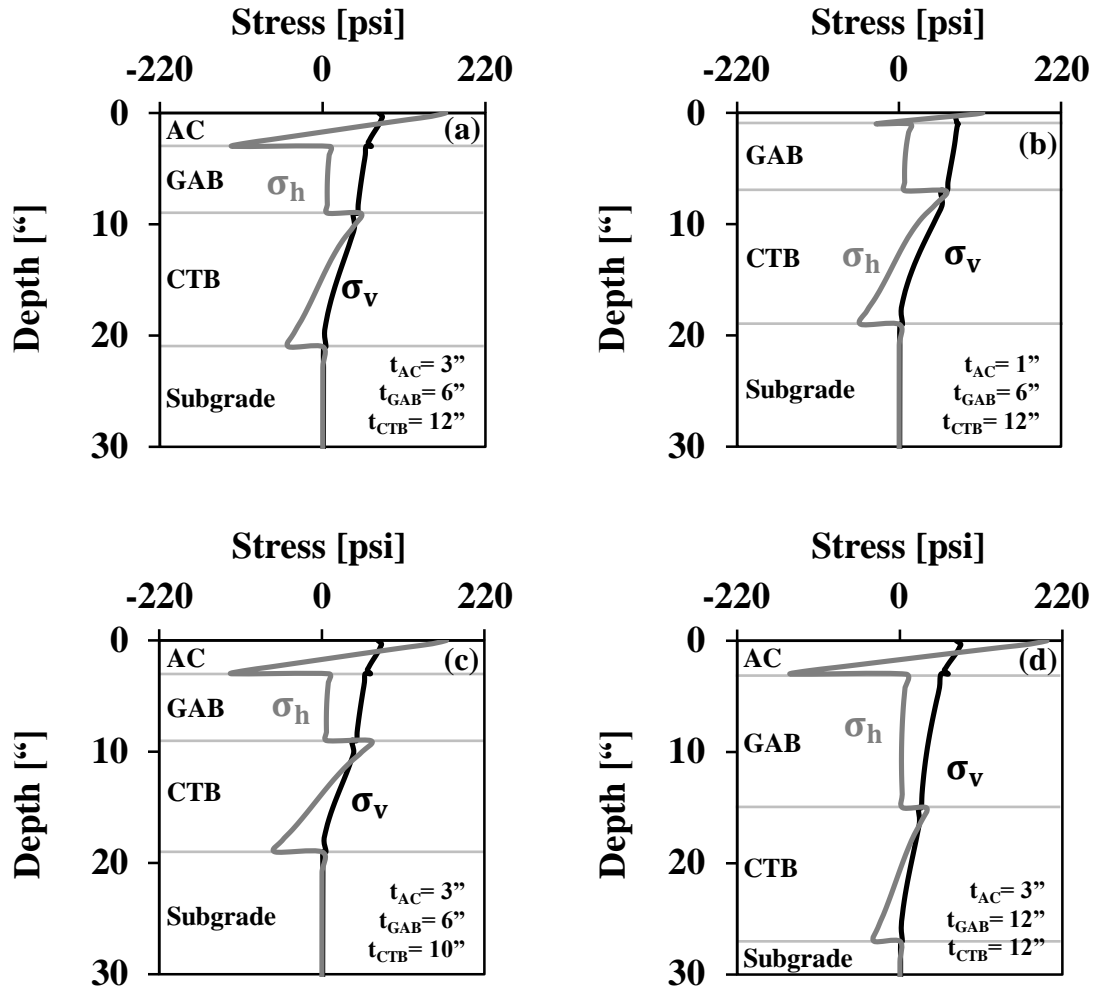 Stress [psi]
-220 0 220
0
10
20
30
Depth [“]
AC
(a)
GAB
σh
CTB
σv
Subgrade
tAC= 3”
tGAB= 6”
tCTB= 12”
Stress [psi]
-220 0 220
0
10
20
30
Depth [“]
(b)
GAB
CTB
σh
σv
Subgrade
tAC= 1”
tGAB= 6”
tCTB= 12”
Stress [psi]
-220 0 220
0
10
20
30
Depth [“]
AC
(c)
GAB
σh
CTB
σv
Subgrade
tAC= 3”
tGAB= 6”
tCTB= 10”
Stress [psi]
-220 0 220
0
10
20
30
Depth [“]
AC
(d)
GAB
σh
σv
CTB
Subgrade
tAC= 3”
tGAB= 12”
tCTB= 12”